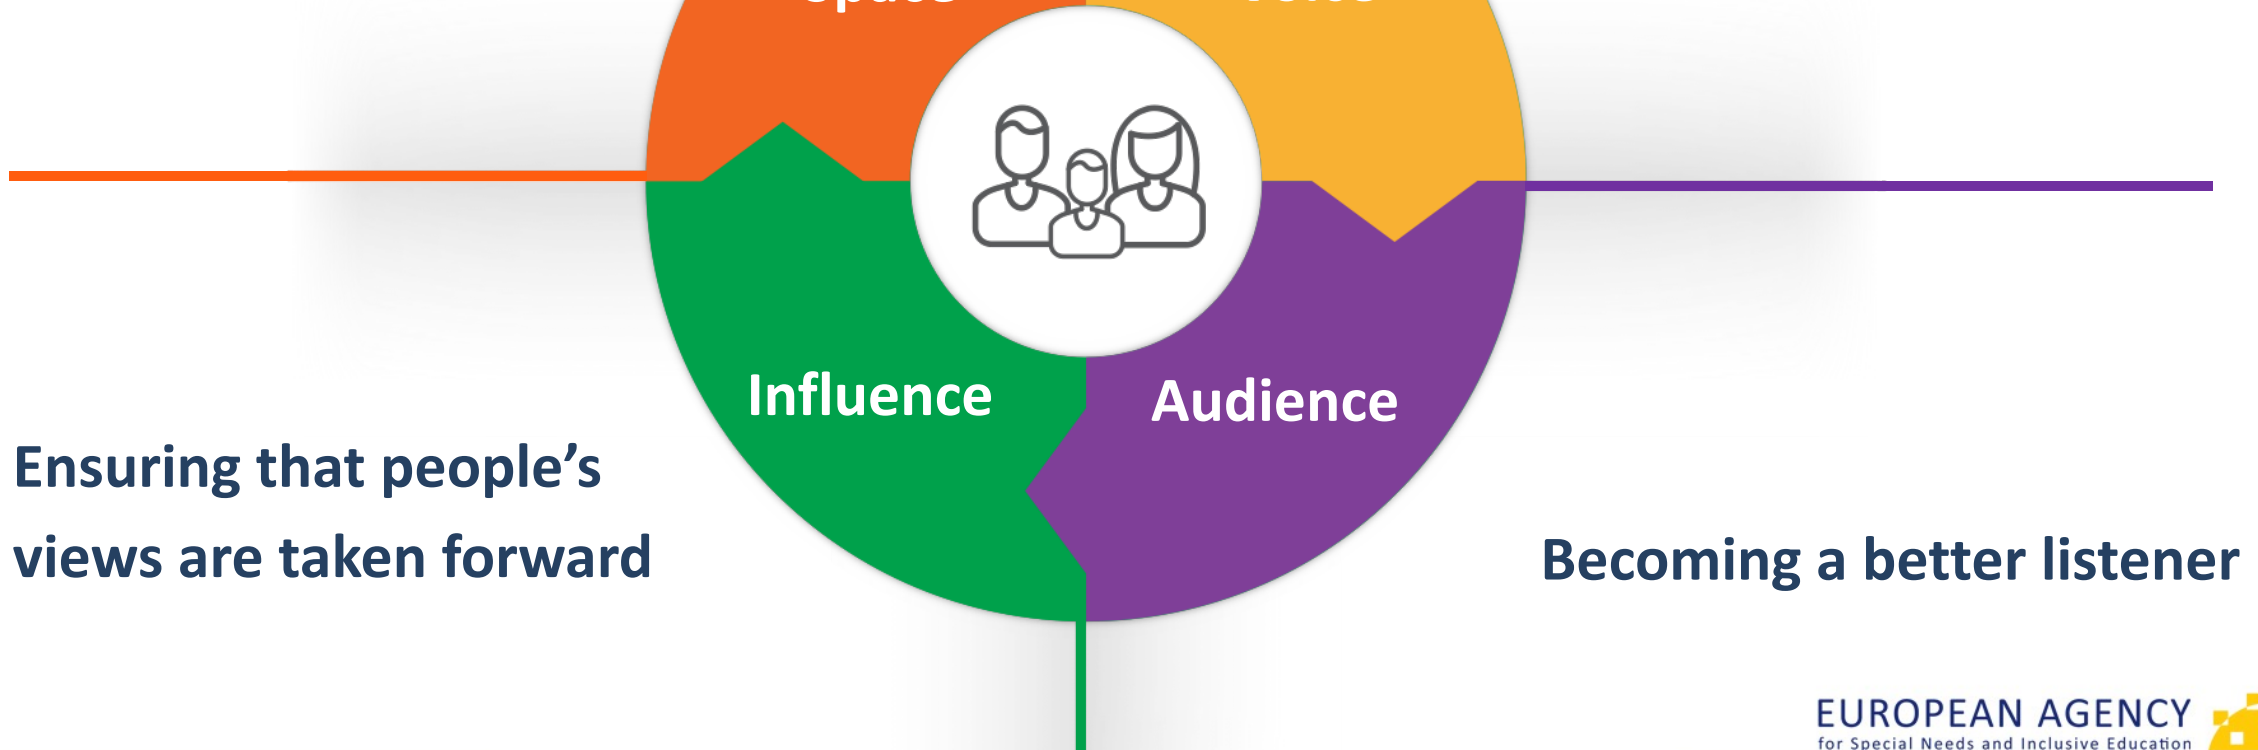 Influence
Audience
Ensuring that people's
views are taken forward
Becoming a better listener
EUROPEAN AGENCY
for Special Needs and Inclusive Education